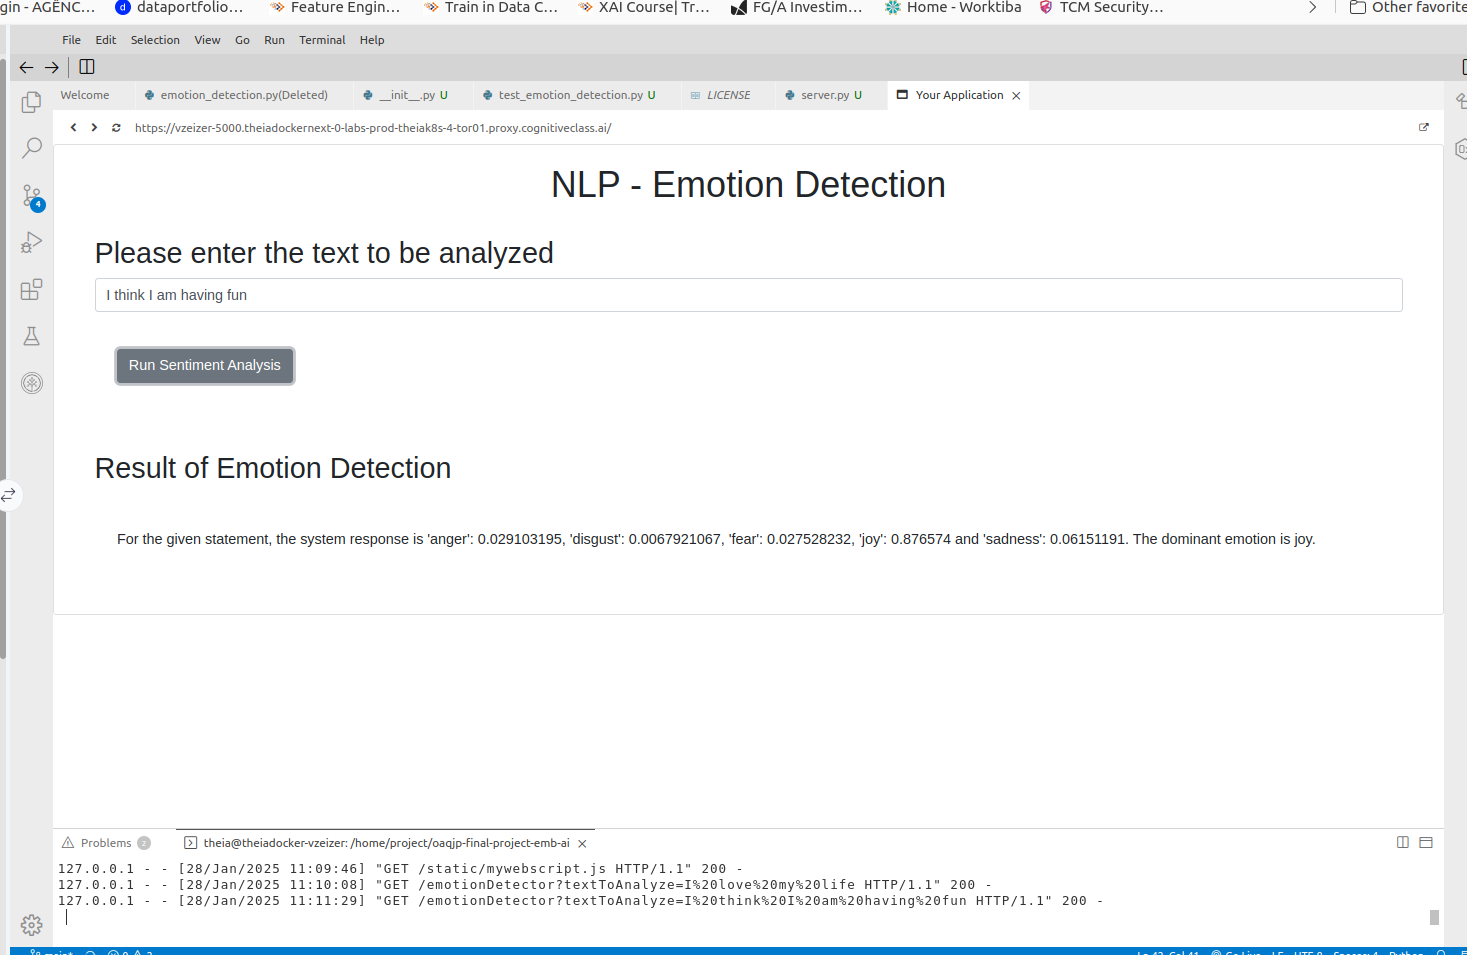 gin - AGÊNC... dataportfolio... Feature Engin... Train in Data C... XAI Course| Tr... FG/A Investim... Home - Worktiba TCM Security... Other favorite
File Edit Selection View Go Run Terminal Help
Welcome emotion_detection.py(Deleted) __init__.py U test_emotion_detection.py U LICENSE server.py U Your Application
https://vzeizer-5000.theiadockernext-0-labs-prod-theiak8s-4-tor01.proxy.cognitiveclass.ai/
NLP - Emotion Detection
4
Please enter the text to be analyzed
I think I am having fun
Run Sentiment Analysis
Result of Emotion Detection
For the given statement, the system response is 'anger': 0.029103195, 'disgust': 0.0067921067, 'fear': 0.027528232, 'joy': 0.876574 and 'sadness': 0.06151191. The dominant emotion is joy.
Problems 2 theia@theiadocker-vzeizer: /home/project/oaqjp-final-project-emb-ai
127.0.0.1 - - [28/Jan/2025 11:09:46] "GET /static/mywebscript.js HTTP/1.1" 200 -
127.0.0.1 - - [28/Jan/2025 11:10:08] "GET /emotionDetector?textToAnalyze=I%20love%20my%20life HTTP/1.1" 200 -
127.0.0.1 - - [28/Jan/2025 11:11:29] "GET /emotionDetector?textToAnalyze=I%20think%20I%20am%20having%20fun HTTP/1.1" 200 -